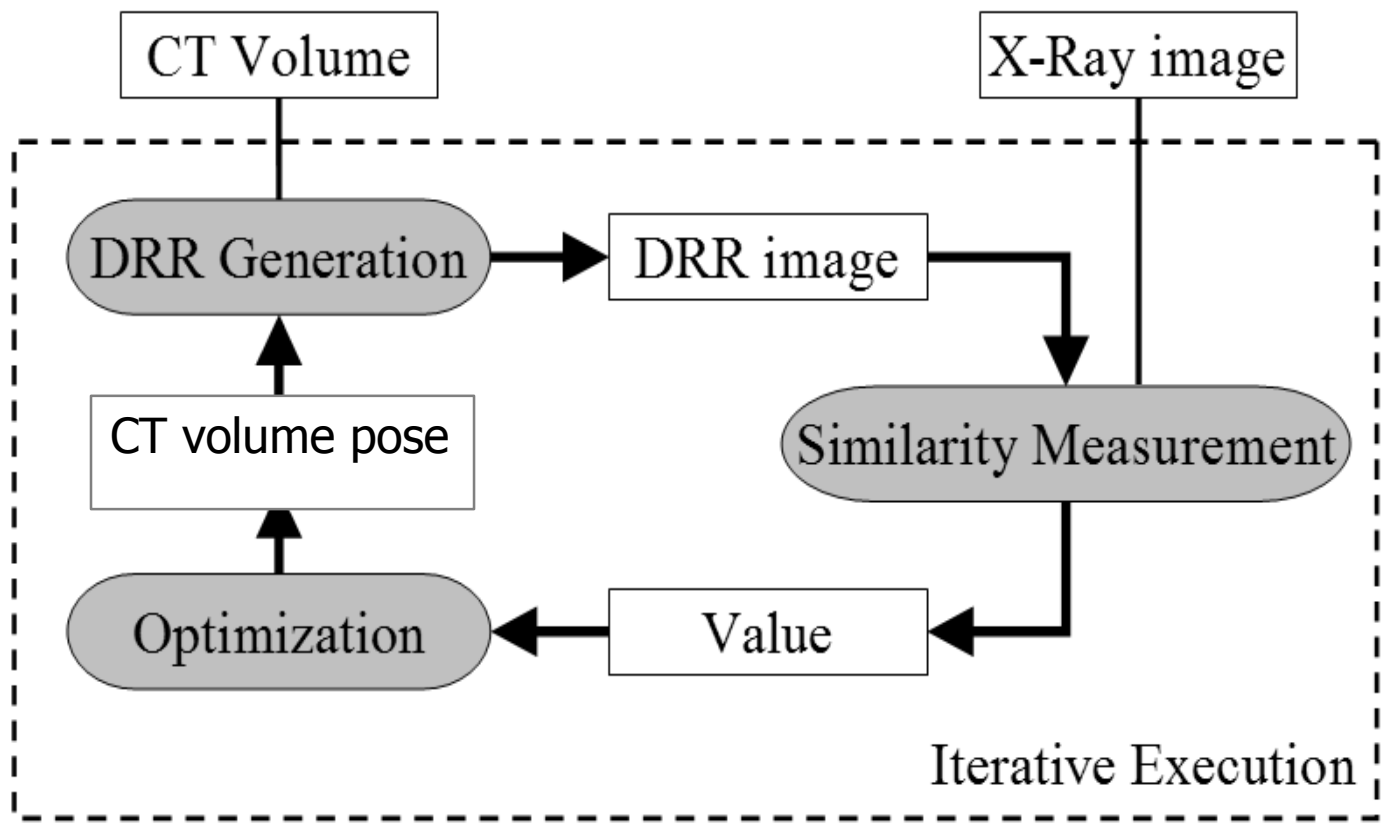 CT Volume
X-Ray image
DRR Generation
DRR image
CT volume pose
Similarity Measurement
Optimization
Value
Iterative Execution